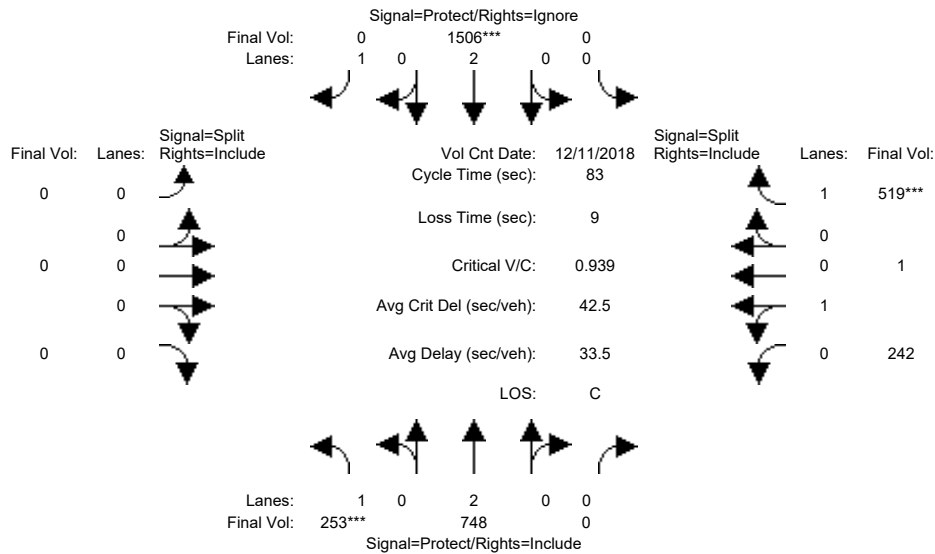 Signal=Protect/Rights=Ignore
Final Vol: 0 1506*** 0
Lanes: 1 0 2 0 0
Signal=Split
Final Vol: Lanes: Rights=Include
Vol Cnt Date: 12/11/2018
Signal=Split
Rights=Include Lanes: Final Vol:
Cycle Time (sec): 83
0 0
1 519***
Loss Time (sec): 9
0
0
0 0
Critical V/C: 0.939
0 1
0
Avg Crit Del (sec/veh): 42.5
1
0 0
Avg Delay (sec/veh): 33.5
0 242
LOS: C
Lanes: 1 0 2 0 0
Final Vol: 253*** 748 0
Signal=Protect/Rights=Include